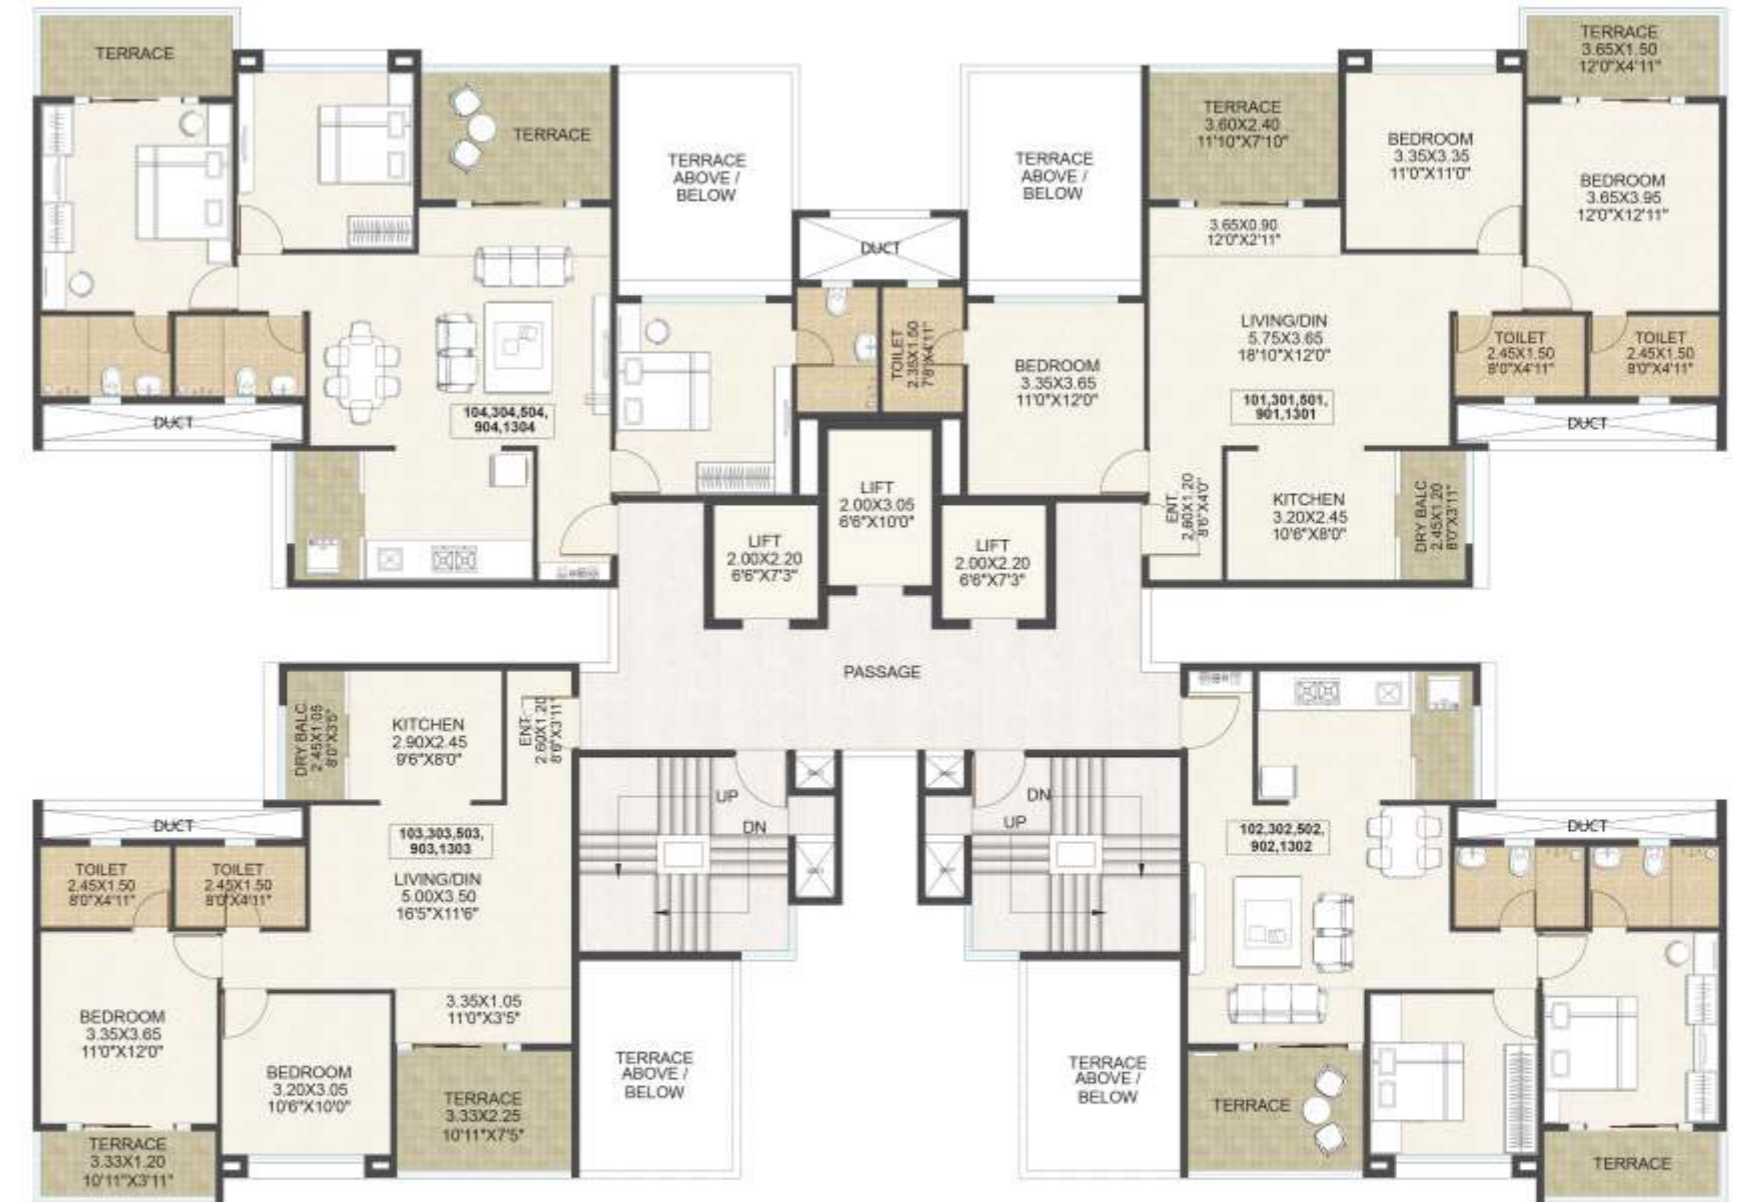 TERRACE
TERRACE
TERRACE
ABOVE /
BELOW
DUCT
TERRACE
ABOVE /
BELOW
TERRACE
3.60X2.40
11'10"X7'10"
BEDROOM
3.35X3.35
11'0"X11'0"
TERRACE
3.65X1.50
12'0"X4'11"
BEDROOM
3.65X3.95
12'0"X12'11"
3.65X0.90
12'0"X2'11"
LIVING/DIN
5.75X3.65
18'10"X12'0"
101,301,501,
901,1301
TOILET
2.45X1.50
8'0"X4'11"
TOILET
2.45X1.50
8'0"X4'11"
DUCT
TOILET
2.35X1.50
7'8"X4'11"
BEDROOM
3.35X3.65
11'0"X12'0"
104,304,504,
904,1304
DUCT
LIFT
2.00X3.05
6'6"X10'0"
LIFT
2.00X2.20
6'6"X7'3"
LIFT
2.00X2.20
6'6"X7'3"
ENT.
2.60X1.20
8'6"X4'0"
KITCHEN
3.20X2.45
10'6"X8'0"
DRY BALC
2.45X1.20
8'0"X3'11"
PASSAGE
DRY BALC
2.45X1.05
8'0"X3'5"
KITCHEN
2.90X2.45
9'6"X8'0"
ENT.
2.60X1.20
8'6"X3'11"
UP
DN
DN
UP
DUCT
103,303,503,
903,1303
LIVING/DIN
5.00X3.50
16'5"X11'6"
TOILET
2.45X1.50
8'0"X4'11"
TOILET
2.45X1.50
8'0"X4'11"
102,302,502,
902,1302
DUCT
BEDROOM
3.35X3.65
11'0"X12'0"
BEDROOM
3.20X3.05
10'6"X10'0"
3.35X1.05
11'0"X3'5"
TERRACE
3.33X2.25
10'11"X7'5"
TERRACE
3.33X1.20
10'11"X3'11"
TERRACE
ABOVE /
BELOW
TERRACE
ABOVE /
BELOW
TERRACE
TERRACE